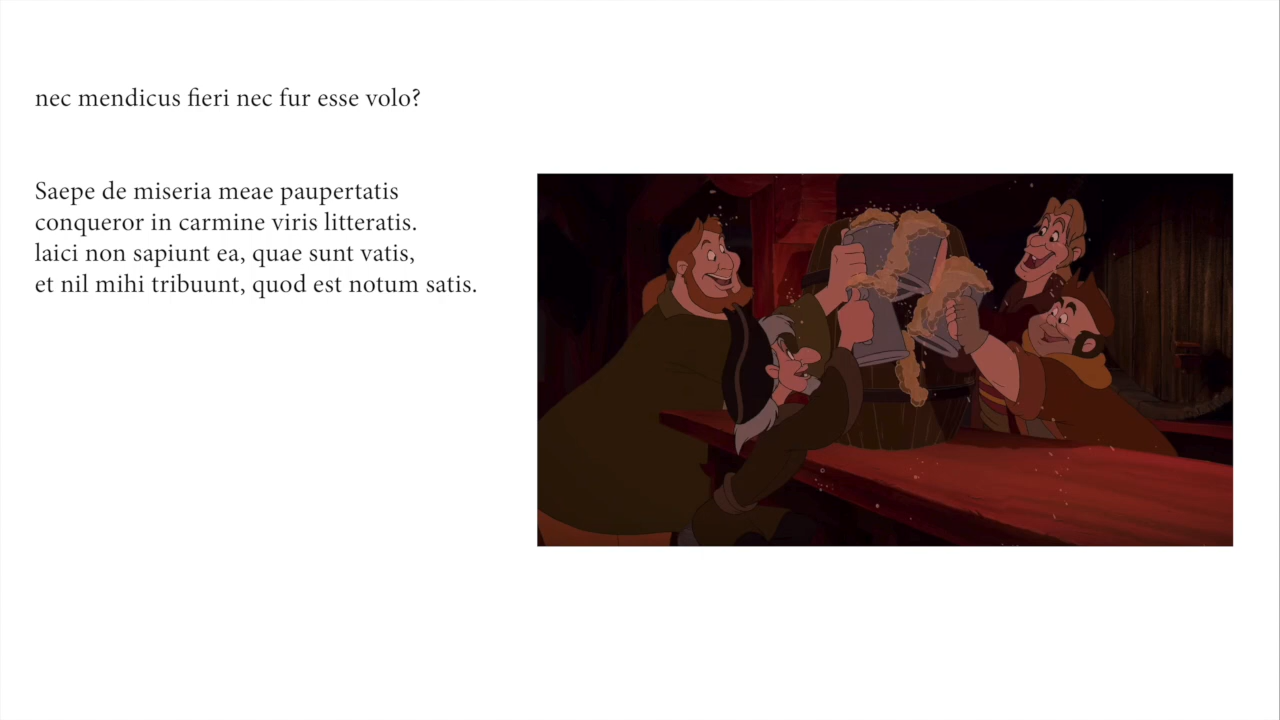 nec mendicus fieri nec fur esse volo?
Saepe de miseria meae paupertatis
conqueror in carmine viris litteratis.
laici non sapiunt ea, quae sunt vatis,
et nil mihi tribuunt, quod est notum satis.